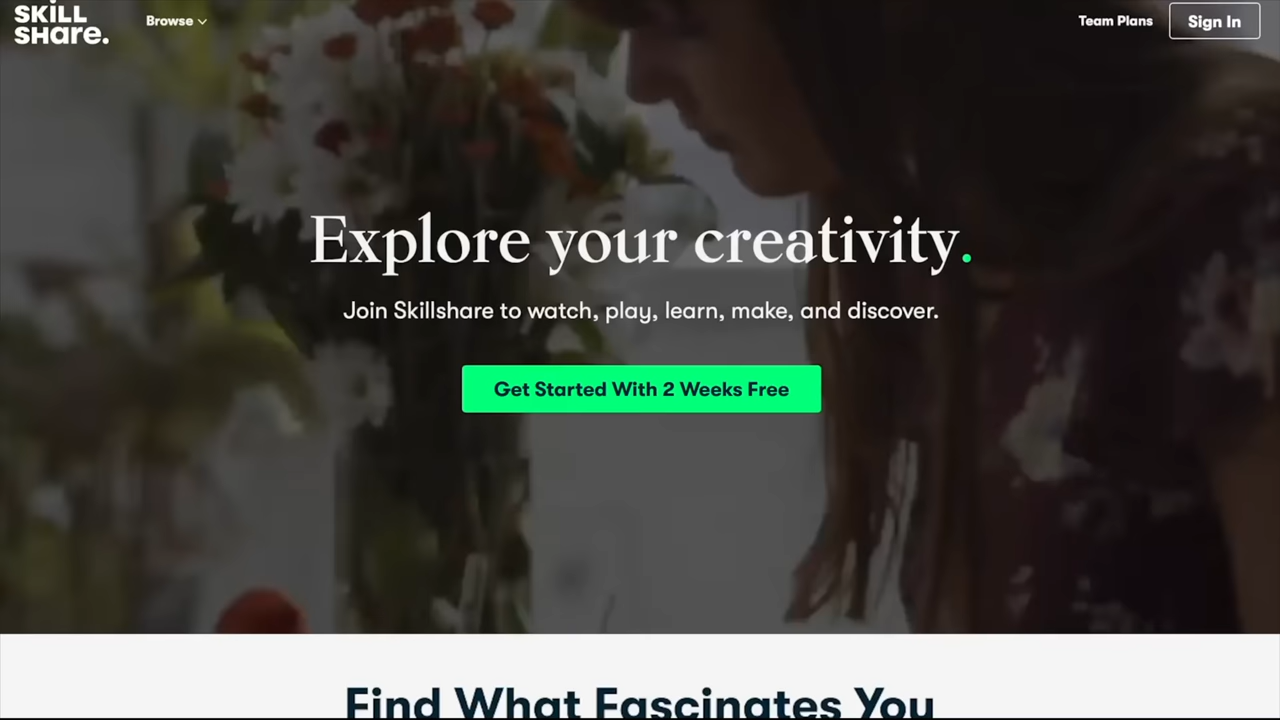 SKILL
SHare.
Browse
Team Plans
Sign In
Explore your creativity.
Join Skillshare to watch, play, learn, make, and discover.
Get Started With 2 Weeks Free
Find What Fascinates You